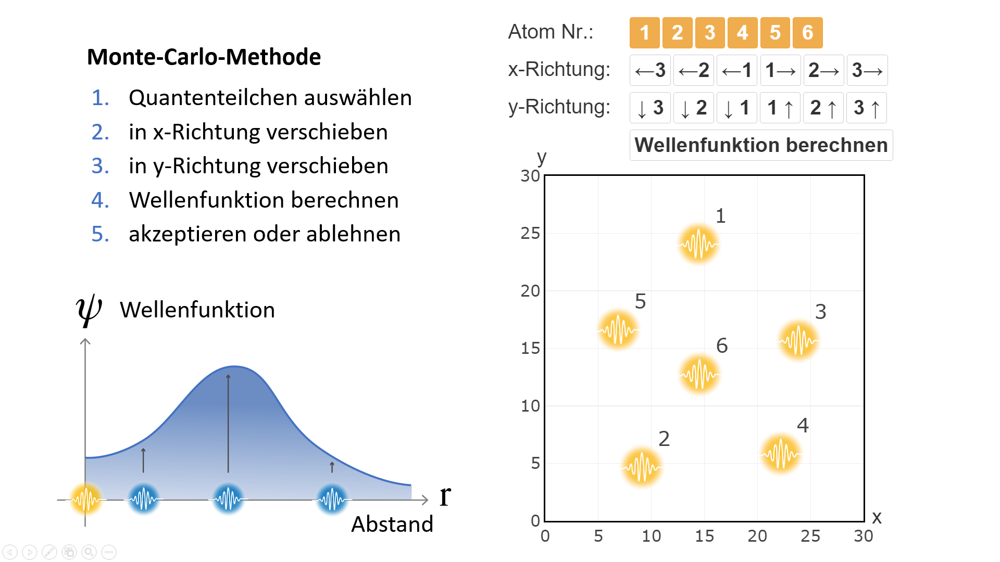 Monte-Carlo-Methode
1. Quantenteilchen auswählen
2. in x-Richtung verschieben
3. in y-Richtung verschieben
4. Wellenfunktion berechnen
5. akzeptieren oder ablehnen
ψ Wellenfunktion
r
Abstand
Atom Nr.: 1 2 3 4 5 6
x-Richtung: ←3 ←2 ←1 1→ 2→ 3→
y-Richtung: ↓3 ↓2 ↓1 1↑ 2↑ 3↑
Wellenfunktion berechnen
y
30
1
25
20
5
3
15
6
10
4
2
5
0
x
0 5 10 15 20 25 30